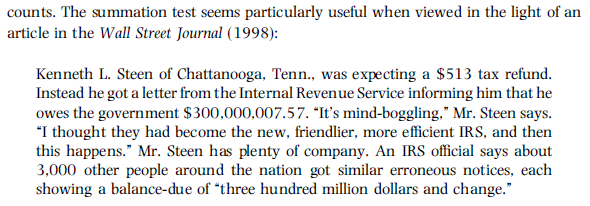 counts. The summation test seems particularly useful when viewed in the light of an
article in the Wall Street Journal (1998):
Kenneth L. Steen of Chattanooga, Tenn., was expecting a $513 tax refund.
Instead he got a letter from the Internal Revenue Service informing him that he
owes the government $300,000,007.57. “It’s mind-boggling,” Mr. Steen says.
“I thought they had become the new, friendlier, more efficient IRS, and then
this happens.” Mr. Steen has plenty of company. An IRS official says about
3,000 other people around the nation got similar erroneous notices, each
showing a balance-due of “three hundred million dollars and change.”